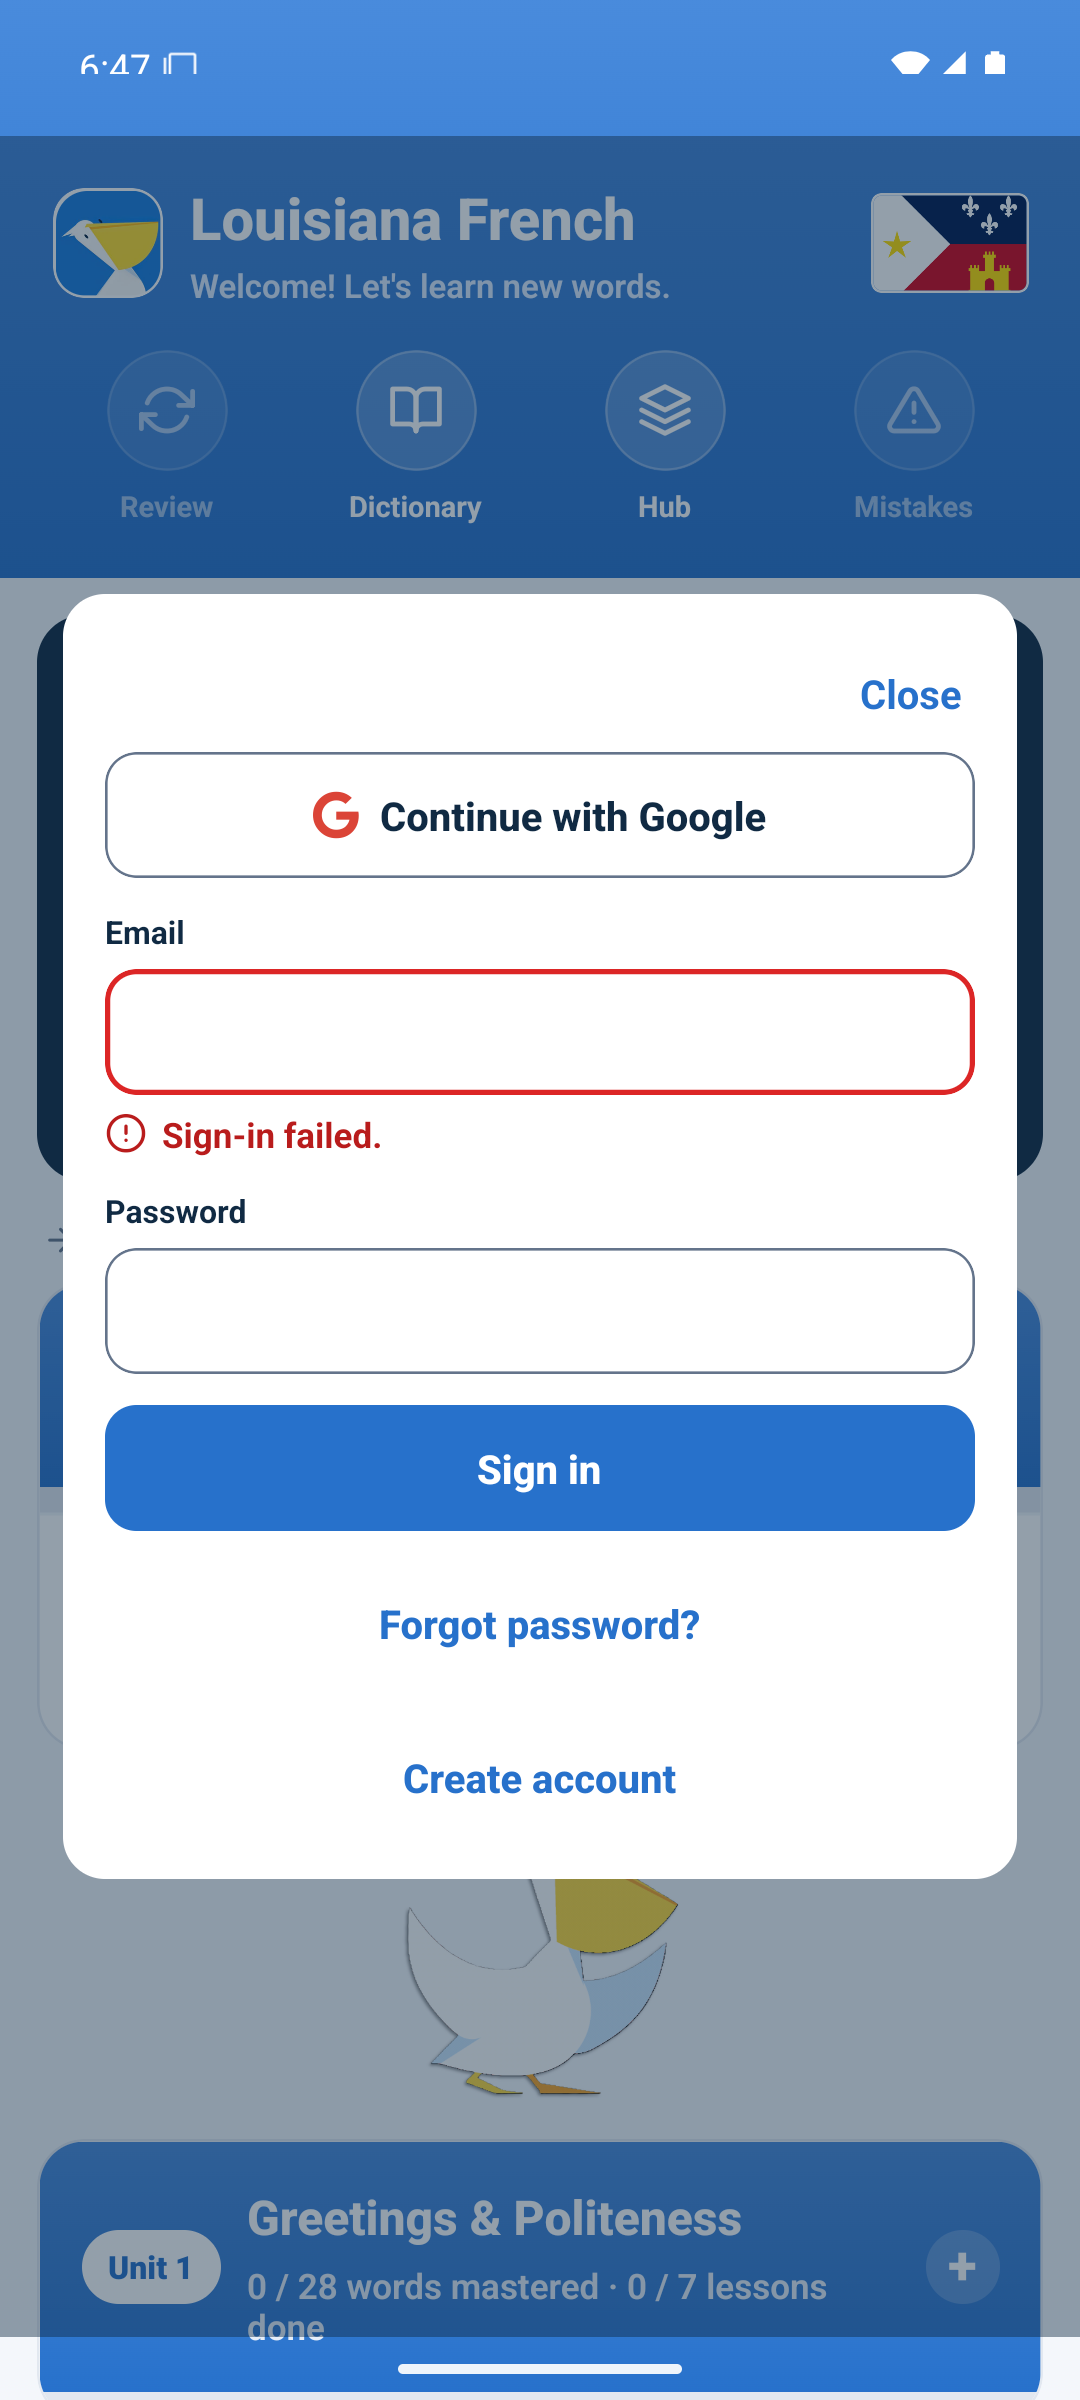 6:47
Louisiana French
Welcome! Let's learn new words.
Review
Dictionary
Hub
Mistakes
Close
Continue with Google
Email
Sign-in failed.
Password
Sign in
Forgot password?
Create account
Greetings & Politeness
Unit 1
0 / 28 words mastered · 0 / 7 lessons
done